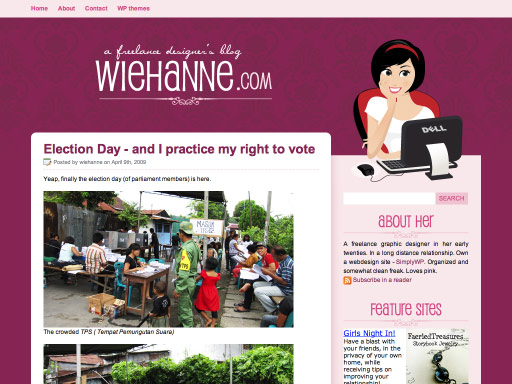 Home About Contact WP themes
a freelance designer's blog
WIEHANNE.COM
DELL
Election Day - and I practice my right to vote
Posted by wiehanne on April 9th, 2009
Yeap, finally the election day (of parliament members) is here.
MASUK
The crowded TPS ( Tempat Pemungutan Suara)
SEARCH
ABOUT HER
A freelance graphic designer in her early
twenties. In a long distance relationship. Own
a webdesign site - SimplyWP. Organized and
somewhat clean freak. Loves pink.
Subscribe in a reader
FEATURE SITES
Girls Night In!
Have a blast with
your friends, in the
privacy of your own
home, while
receiving tips on
improving your
relationship!
FaerieTreasures
Storybook Jewelry